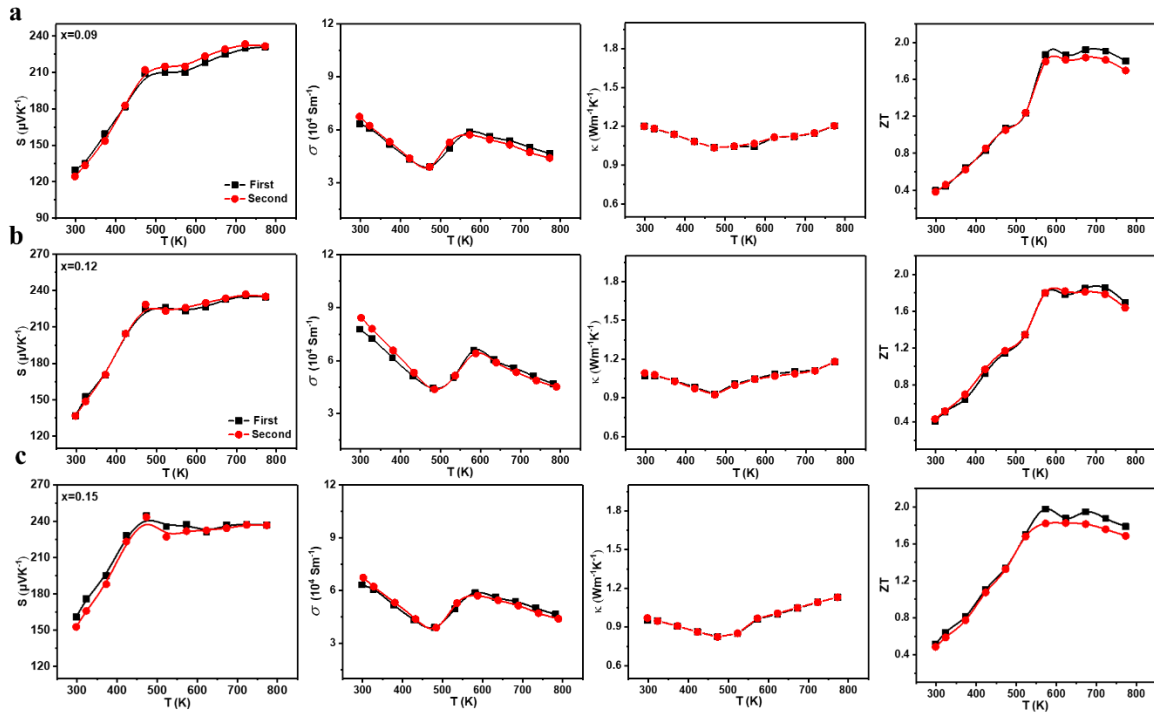 a
x=0.09
S (μVK⁻¹)
240
210
180
150
120
90
300 400 500 600 700 800
T (K)
First
Second
σ (10⁴ Sm⁻¹)
12
9
6
3
300 400 500 600 700 800
T (K)
κ (Wm⁻¹K⁻¹)
1.8
1.5
1.2
0.9
0.6
300 400 500 600 700 800
T (K)
ZT
2.0
1.6
1.2
0.8
0.4
300 400 500 600 700 800
T (K)
b
x=0.12
S (μVK⁻¹)
270
240
210
180
150
120
300 400 500 600 700 800
T (K)
First
Second
σ (10⁴ Sm⁻¹)
12
9
6
3
300 400 500 600 700 800
T (K)
κ (Wm⁻¹K⁻¹)
1.8
1.5
1.2
0.9
0.6
300 400 500 600 700 800
T (K)
ZT
2.0
1.6
1.2
0.8
0.4
300 400 500 600 700 800
T (K)
c
x=0.15
S (μVK⁻¹)
270
240
210
180
150
120
300 400 500 600 700 800
T (K)
σ (10⁴ Sm⁻¹)
12
9
6
3
300 400 500 600 700 800
T (K)
κ (Wm⁻¹K⁻¹)
1.8
1.5
1.2
0.9
0.6
300 400 500 600 700 800
T (K)
ZT
2.0
1.6
1.2
0.8
0.4
300 400 500 600 700 800
T (K)